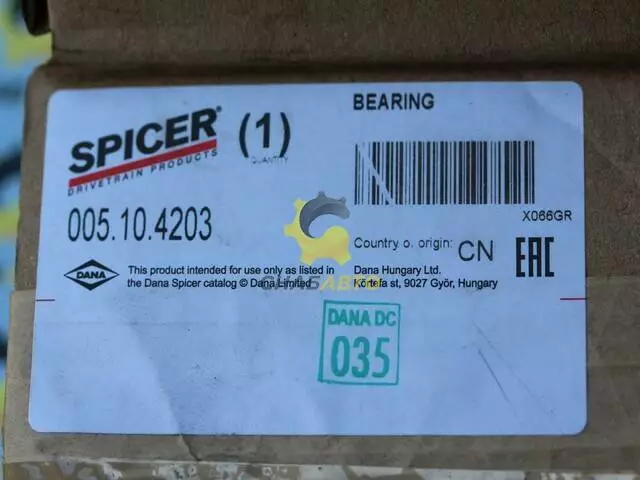 SPICER®
DRIVETRAIN PRODUCTS
(1)
QUANTITY
BEARING
005.10.4203
X066GR
Country o. origin: CN
EAC
DANA
This product intended for use only as listed in
the Dana Spicer catalog © Dana Limited
Dana Hungary Ltd.
Körtefa st, 9027 Győr, Hungary
СНАБАВТО
DANA DC
035